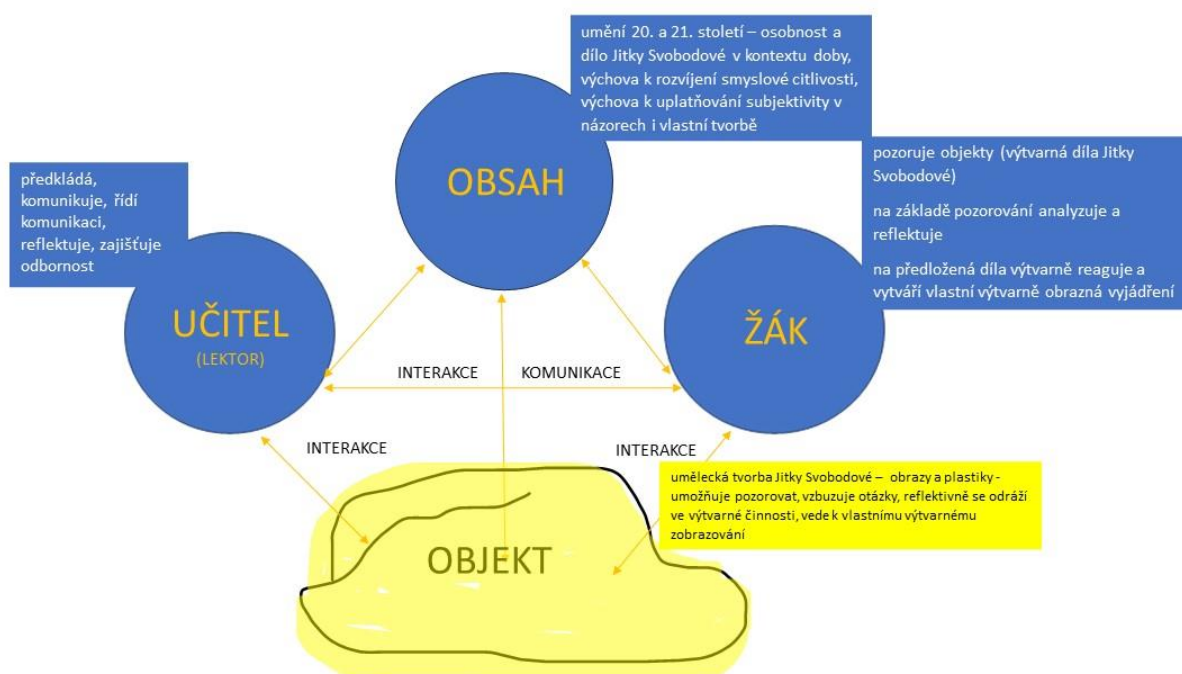 umění 20. a 21. století – osobnost a
dílo Jitky Svobodové v kontextu doby,
výchova k rozvíjení smyslové citlivosti,
výchova k uplatňování subjektivity v
názorech i vlastní tvorbě
OBSAH
pozoruje objekty (výtvarná díla Jitky
Svobodové)
na základě pozorování analyzuje a
reflektuje
na předložená díla výtvarně reaguje a
vytváří vlastní výtvarně obrazná vyjádření
předkládá,
komunikuje, řídí
komunikaci,
reflektuje, zajišťuje
odbornost
UČITEL
(LEKTOR)
ŽÁK
INTERAKCE
KOMUNIKACE
INTERAKCE
INTERAKCE
umělecká tvorba Jitky Svobodové – obrazy a plastiky -
umožňuje pozorovat, vzbuzuje otázky, reflektivně se odráží
ve výtvarné činnosti, vede k vlastnímu výtvarnému
zobrazování
OBJEKT